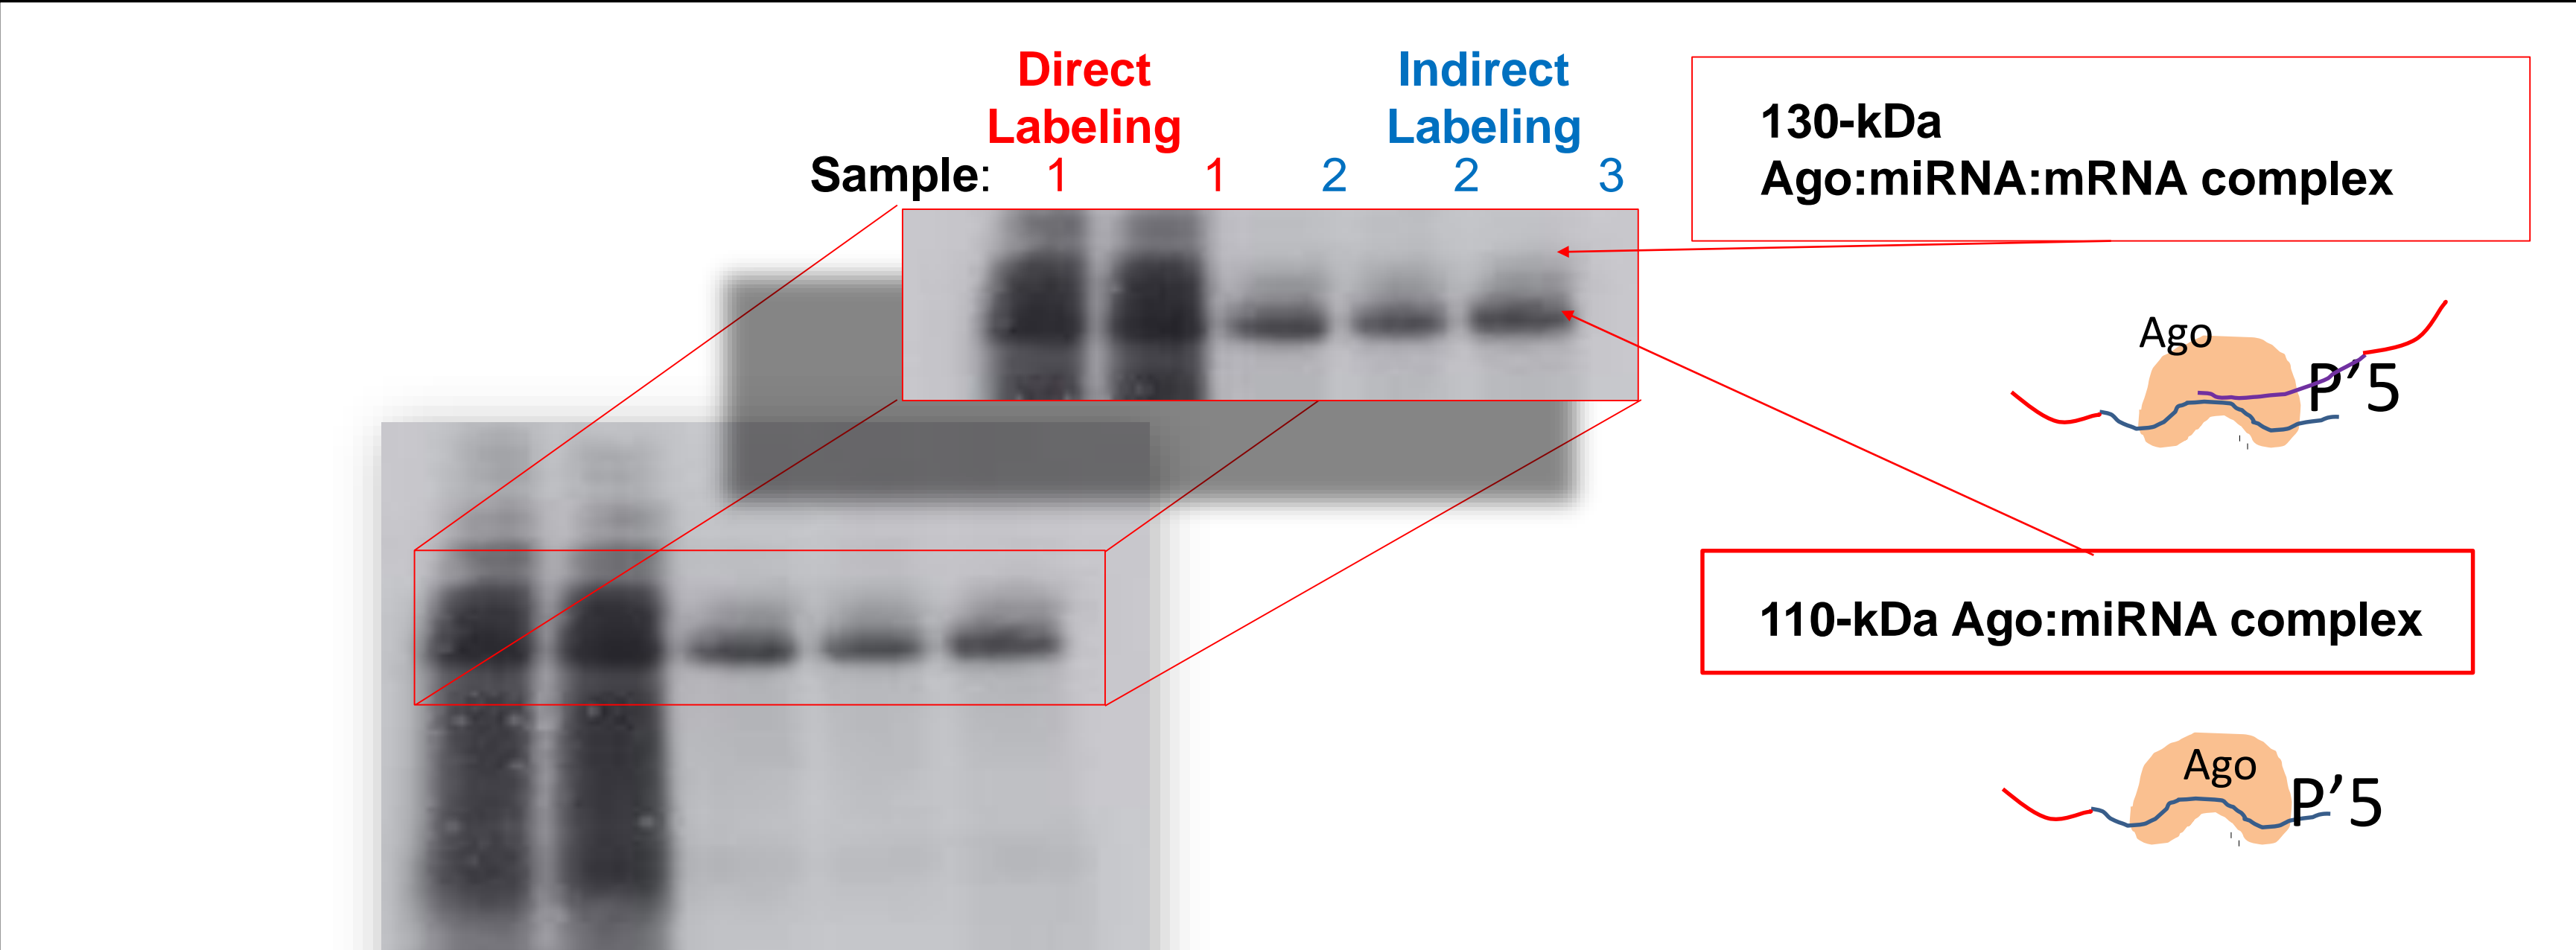 Direct
Labeling
Indirect
Labeling
Sample: 1 1 2 2 3
130-kDa
Ago:miRNA:mRNA complex
Ago
P′5
110-kDa Ago:miRNA complex
Ago
P′5